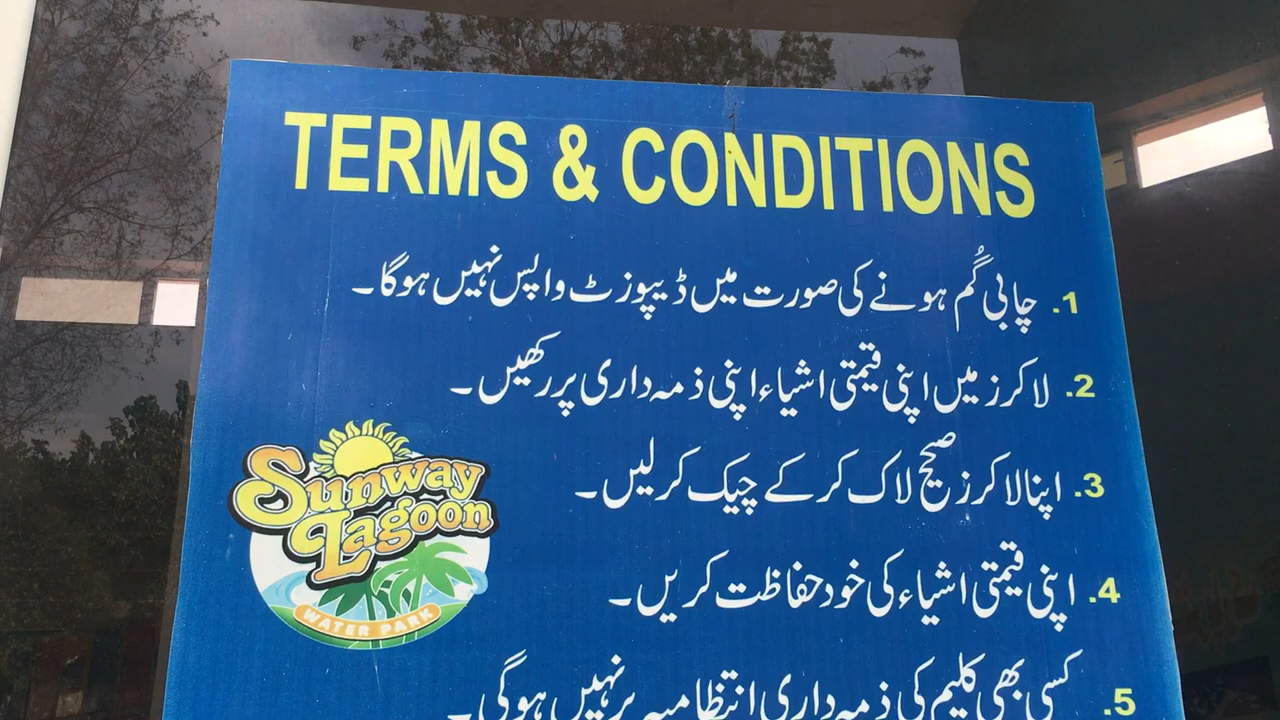 TERMS & CONDITIONS
1. چابی گُم ہونے کی صورت میں ڈیپوزٹ واپس نہیں ہوگا۔
2. لاکرز میں اپنی قیمتی اشیاء اپنی ذمہ داری پر رکھیں۔
3. اپنا لاکرز صحیح لاک کر کے چیک کر لیں۔
4. اپنی قیمتی اشیاء کی خود حفاظت کریں۔
5. کسی بھی کلیم کی ذمہ داری انتظامیہ پر نہیں ہوگی۔
Sunway
Lagoon
WATER PARK